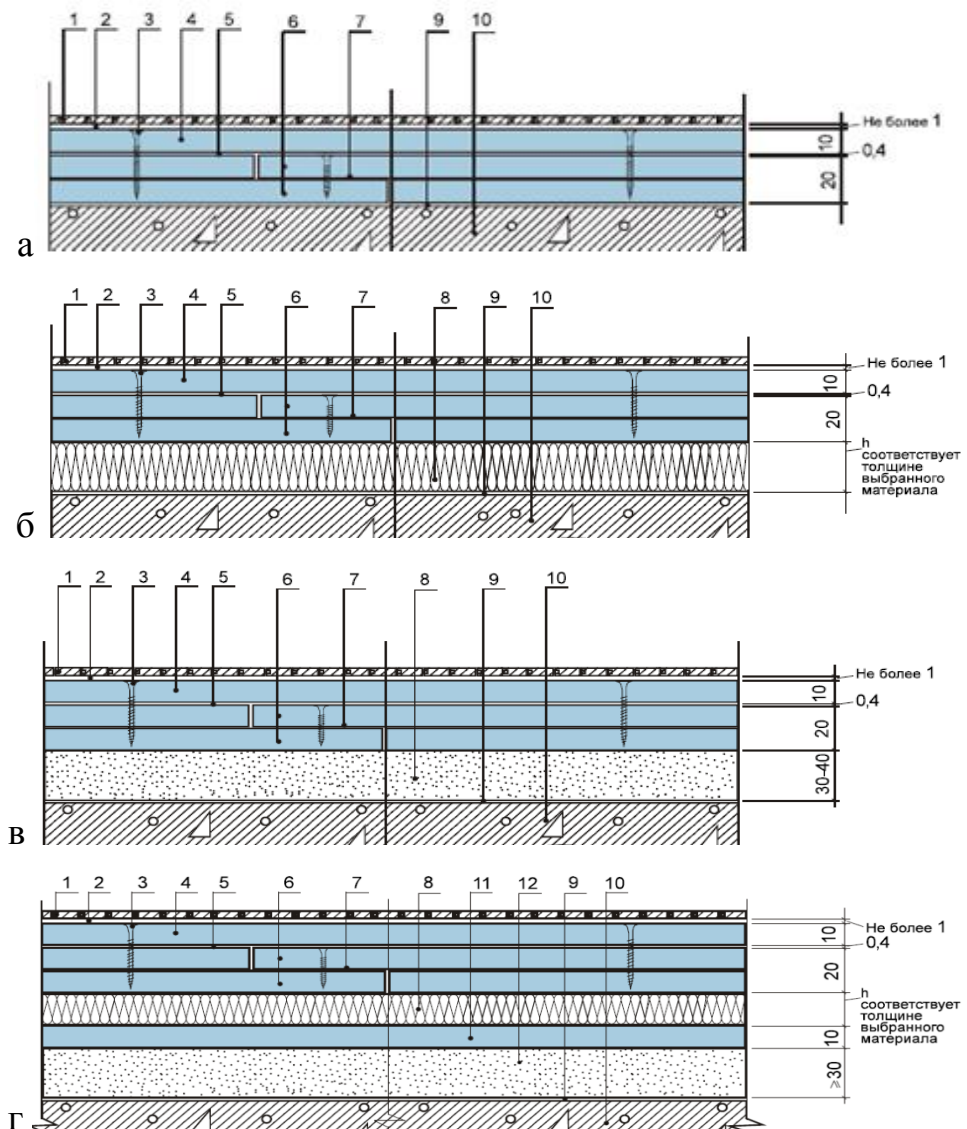 1 2 3 4 5 6 7 9 10
Не более 1
10
0,4
20
а
1 2 3 4 5 6 7 8 9 10
Не более 1
10
0,4
20
h
соответствует
толщине
выбранного
материала
б
1 2 3 4 5 6 7 8 9 10
Не более 1
10
0,4
20
30-40
в
1 2 3 4 5 6 7 8 11 12 9 10
Не более 1
10
0,4
20
h
соответствует
толщине
выбранного
материала
10
≥30
г